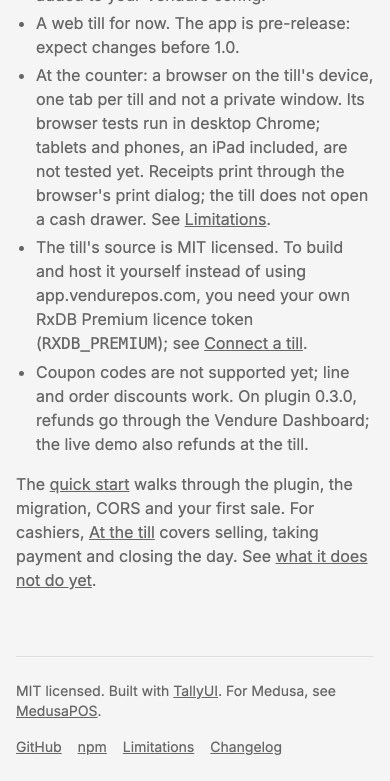 • A web till for now. The app is pre-release:
expect changes before 1.0.
• At the counter: a browser on the till's device,
one tab per till and not a private window. Its
browser tests run in desktop Chrome;
tablets and phones, an iPad included, are
not tested yet. Receipts print through the
browser's print dialog; the till does not open
a cash drawer. See Limitations.
• The till's source is MIT licensed. To build
and host it yourself instead of using
app.vendurepos.com, you need your own
RxDB Premium licence token
(RXDB_PREMIUM); see Connect a till.
• Coupon codes are not supported yet; line
and order discounts work. On plugin 0.3.0,
refunds go through the Vendure Dashboard;
the live demo also refunds at the till.
The quick start walks through the plugin, the
migration, CORS and your first sale. For
cashiers, At the till covers selling, taking
payment and closing the day. See what it does
not do yet.
MIT licensed. Built with TallyUI. For Medusa, see
MedusaPOS.
GitHub npm Limitations Changelog